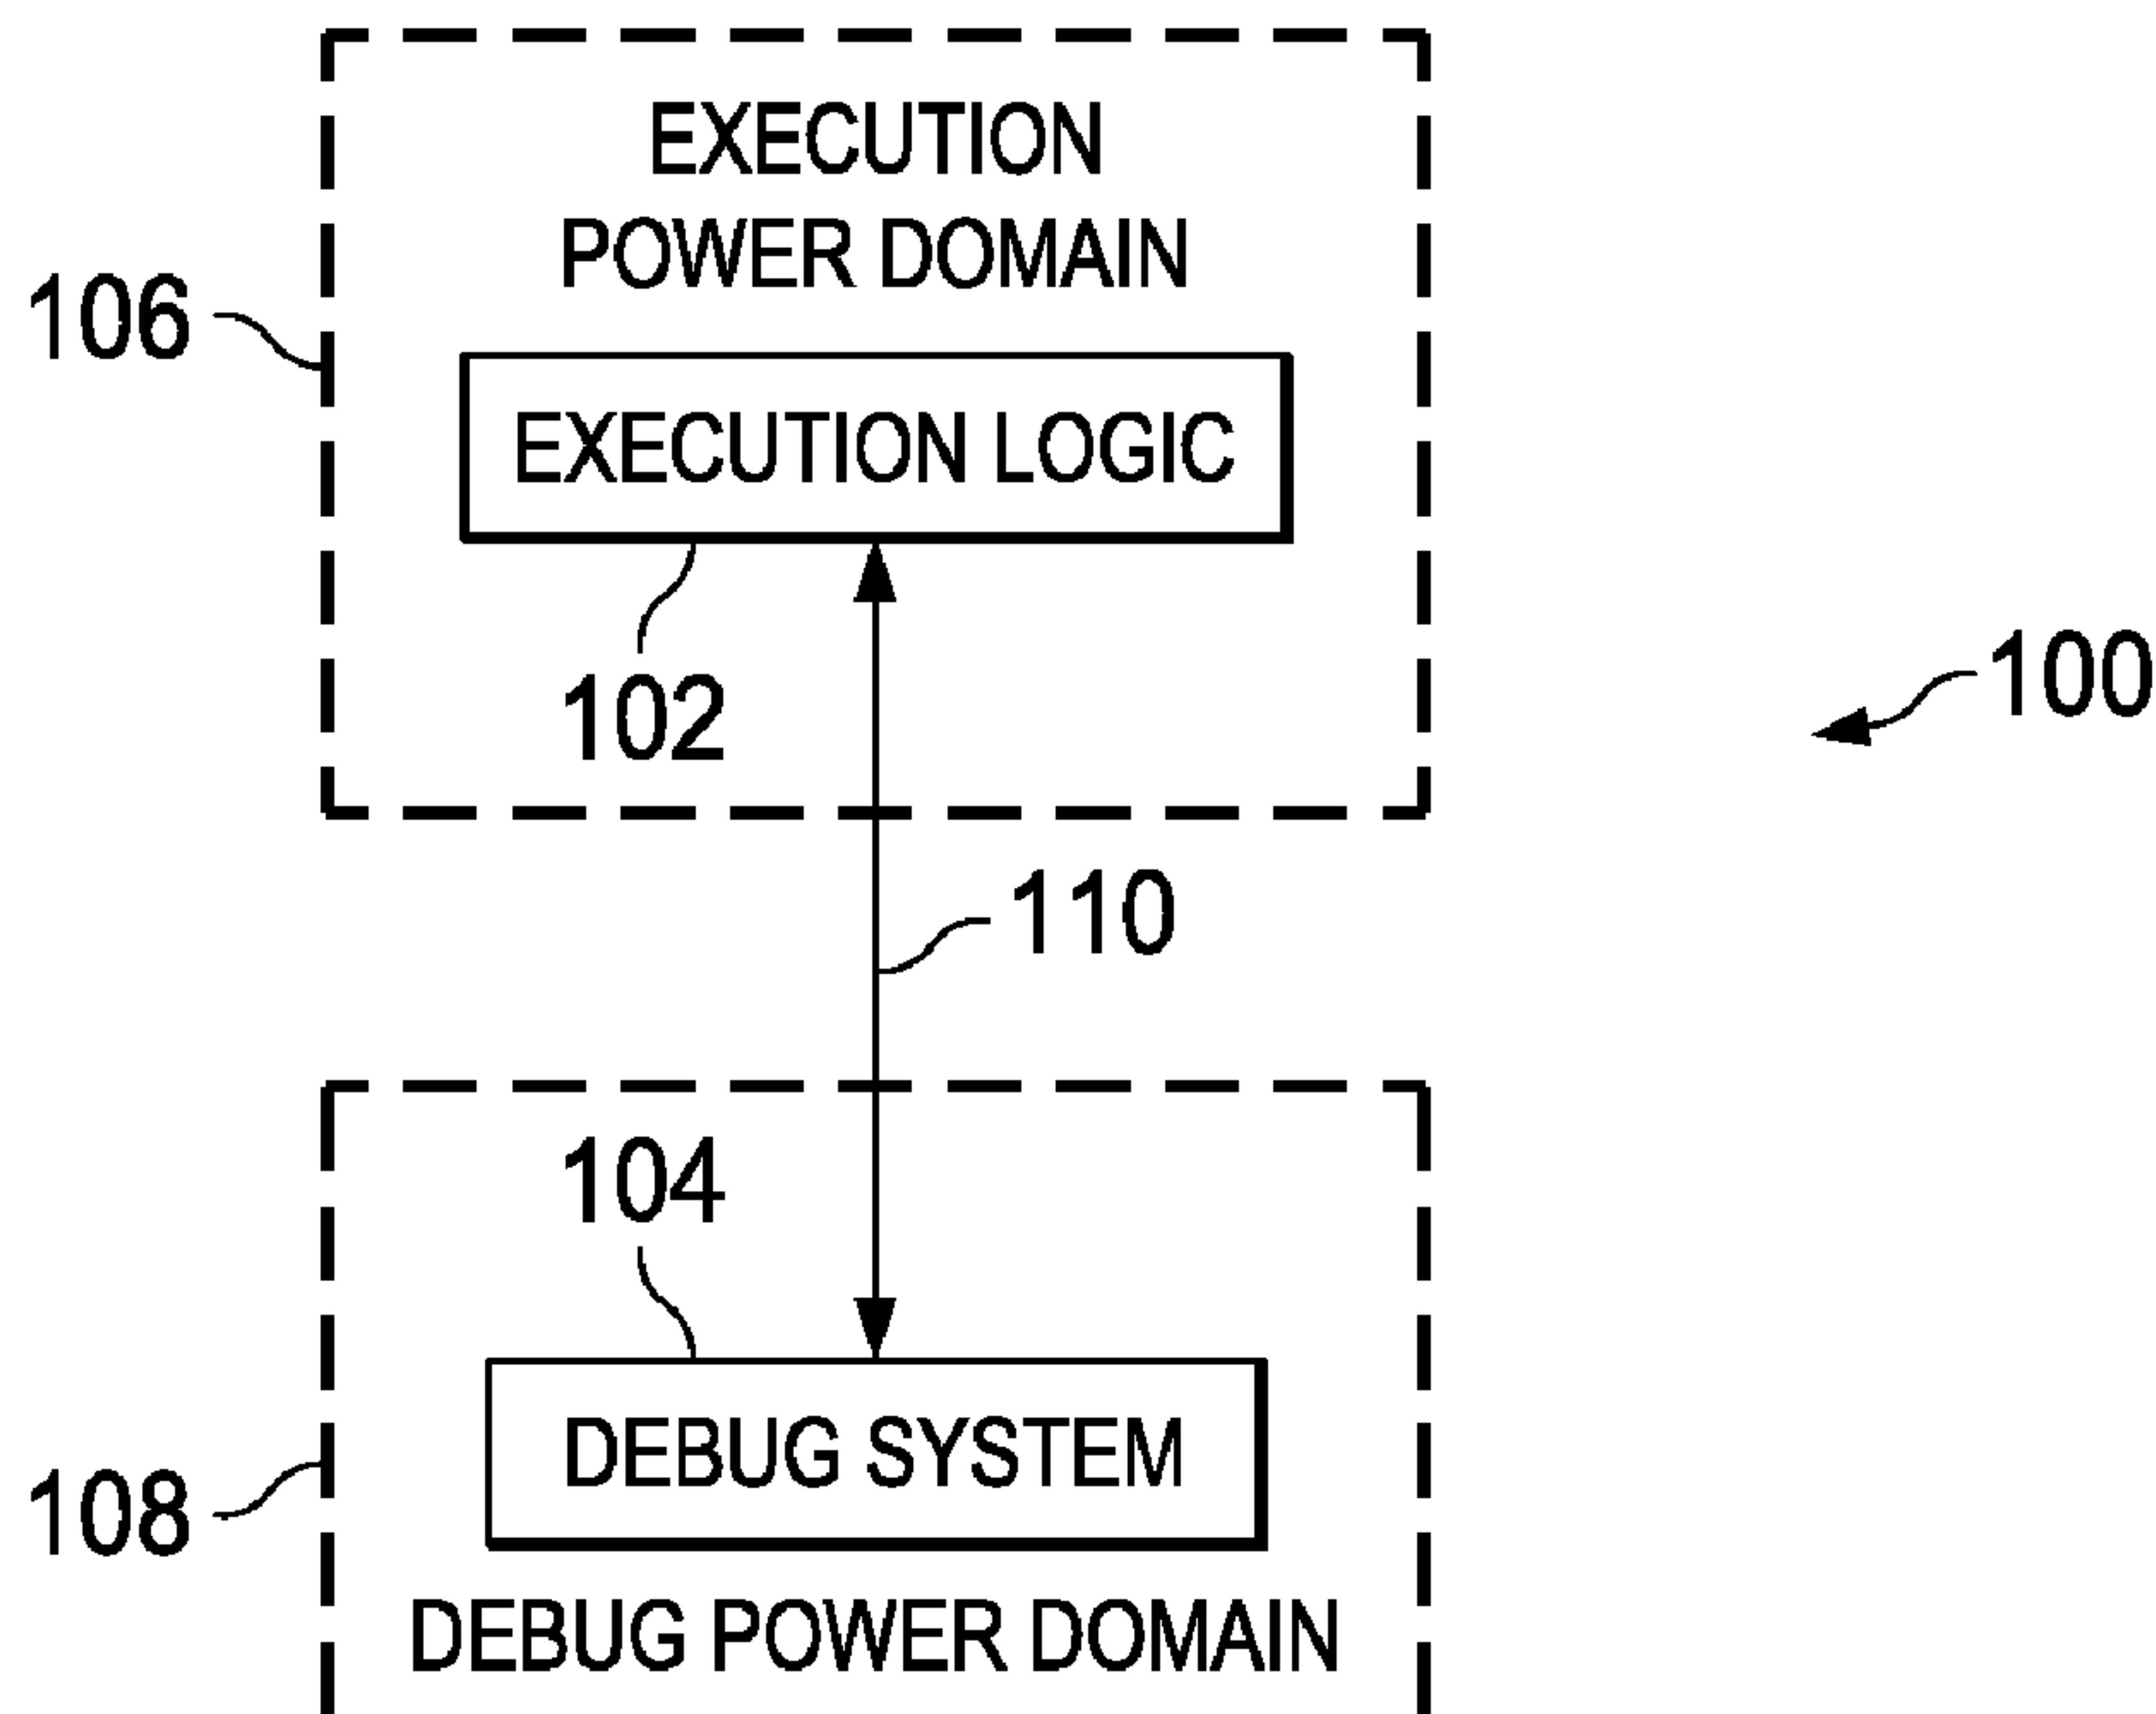 EXECUTION
POWER DOMAIN
106
EXECUTION LOGIC
102
100
110
104
DEBUG SYSTEM
108
DEBUG POWER DOMAIN